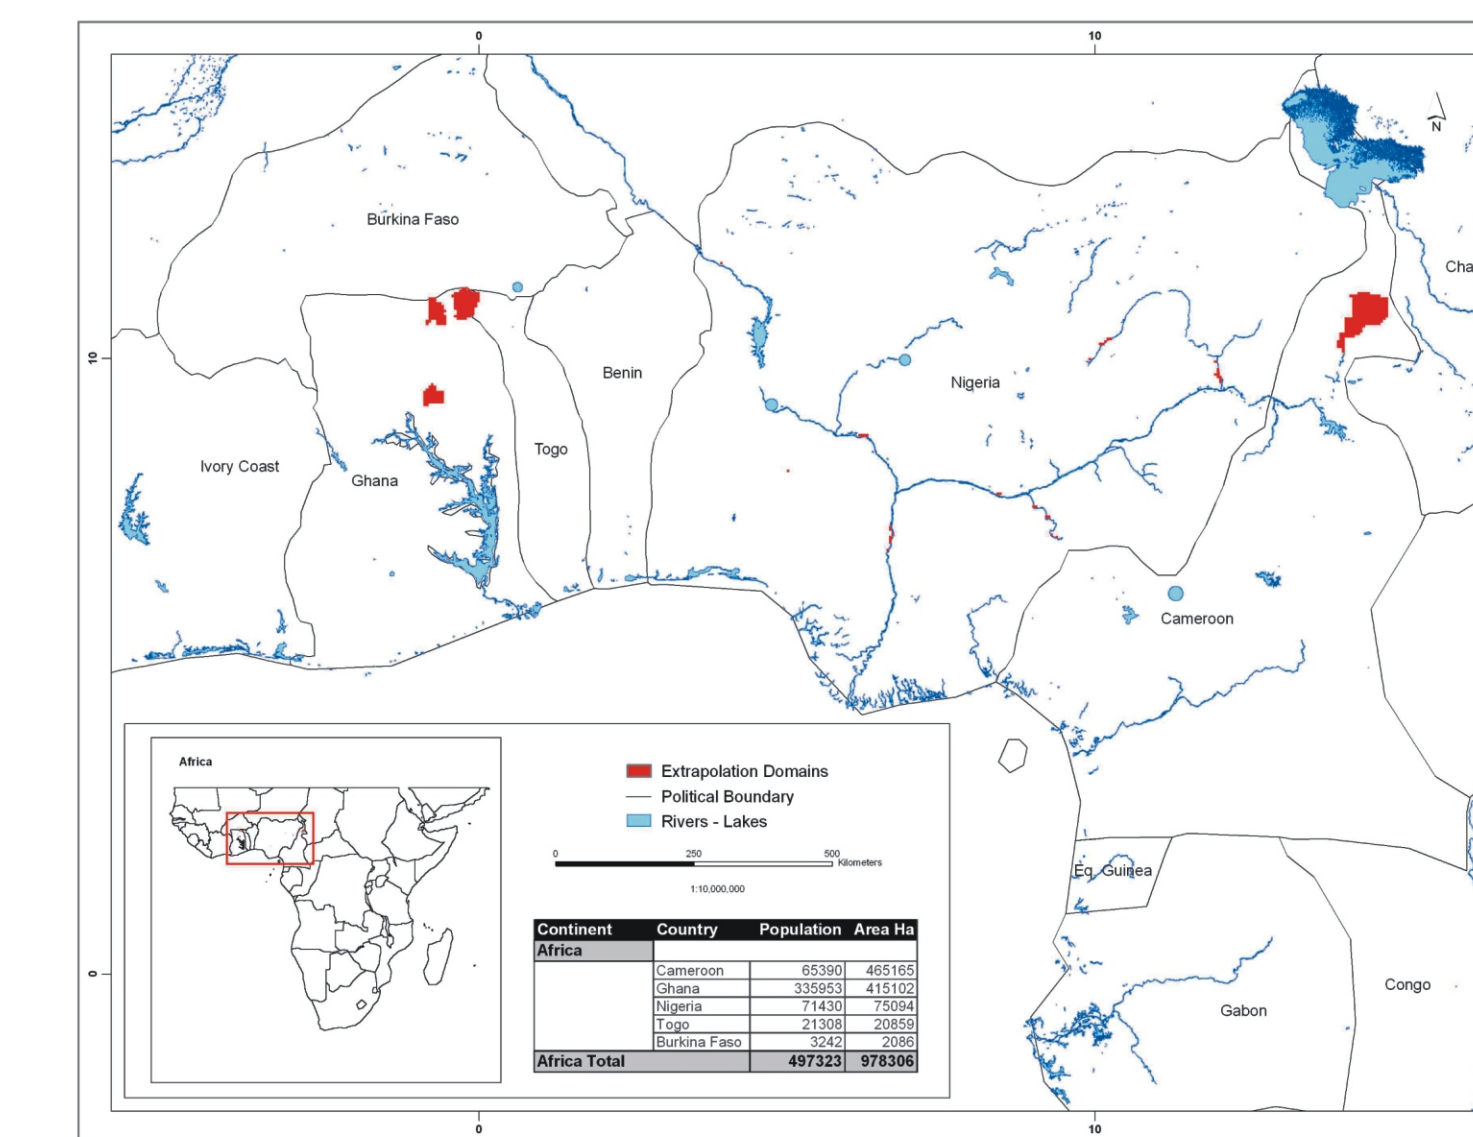 0 10
N
Burkina Faso
Cha
10
Benin
Nigeria
Togo
Ivory Coast
Ghana
Cameroon
Africa
Extrapolation Domains
Political Boundary
Rivers - Lakes
0 250 500
Kilometers
1:10,000,000
Eq. Guinea
Continent Country Population Area Ha
Africa
Cameroon 65390 465165
Ghana 335953 415102
Nigeria 71430 75094
Togo 21308 20859
Burkina Faso 3242 2086
Africa Total 497323 978306
0
Congo
Gabon
0 10